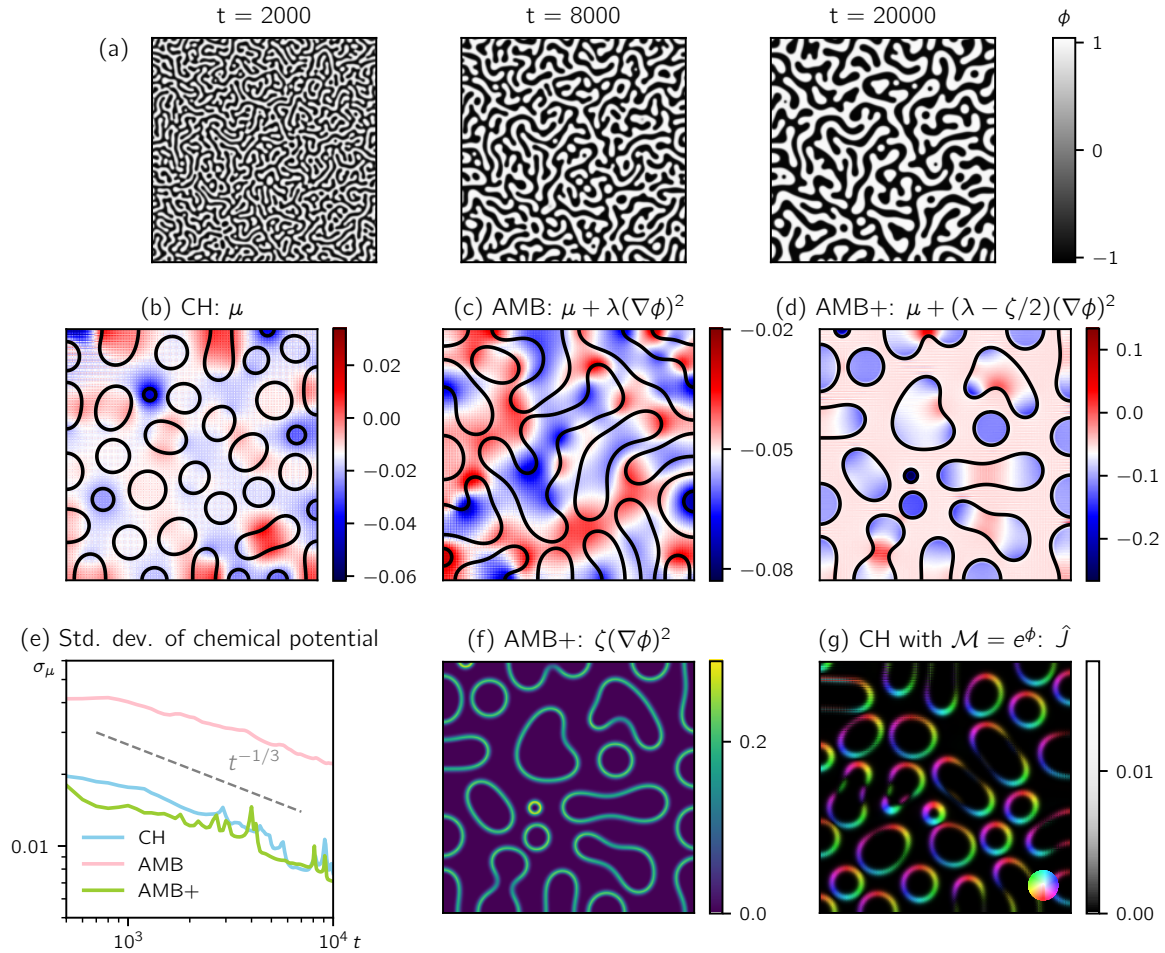 t = 2000 t = 8000 t = 20000 ϕ
(a)
1
0
−1
(b) CH: μ (c) AMB: μ + λ(∇ϕ)² (d) AMB+: μ + (λ − ζ/2)(∇ϕ)²
0.02
0.00
−0.02
−0.04
−0.06
−0.02
−0.05
−0.08
0.1
0.0
−0.1
−0.2
(e) Std. dev. of chemical potential (f) AMB+: ζ(∇ϕ)² (g) CH with ℳ = e^ϕ: Ĵ
σ_μ
t^{−1/3}
0.01
CH
AMB
AMB+
10³ 10⁴ t
0.2
0.0
0.01
0.00